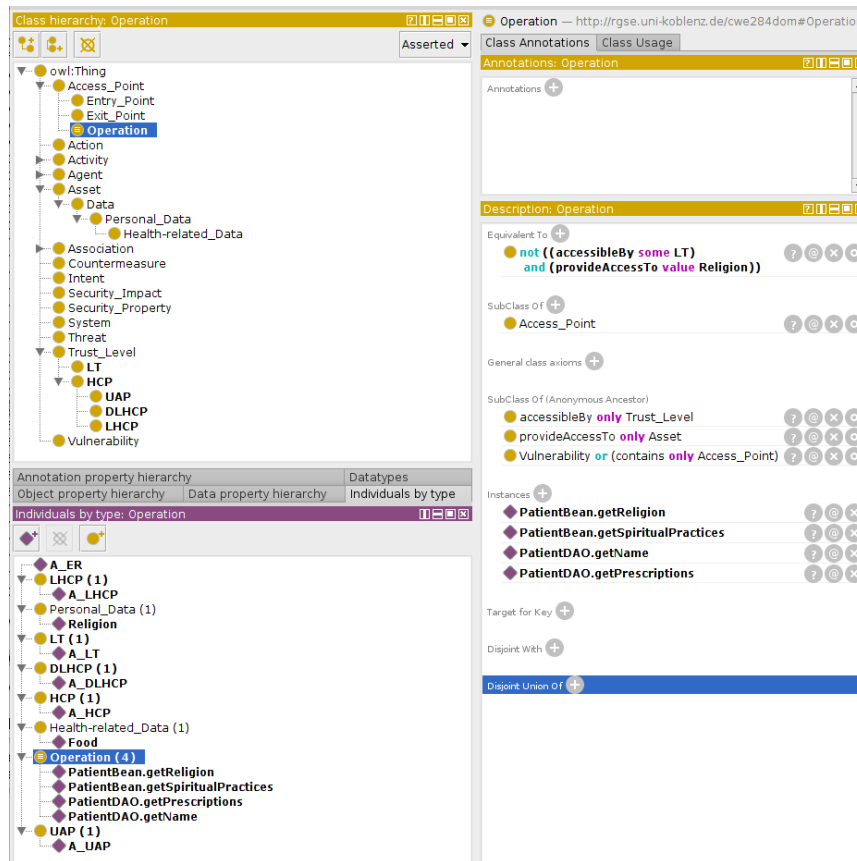 Class hierarchy: Operation
Asserted
owl:Thing
Access_Point
Entry_Point
Exit_Point
Operation
Action
Activity
Agent
Asset
Data
Personal_Data
Health-related_Data
Association
Countermeasure
Intent
Security_Impact
Security_Property
System
Threat
Trust_Level
LT
HCP
UAP
DLHCP
LHCP
Vulnerability
Annotation property hierarchy
Datatypes
Object property hierarchy
Data property hierarchy
Individuals by type
Individuals by type: Operation
A_ER
LHCP (1)
A_LHCP
Personal_Data (1)
Religion
LT (1)
A_LT
DLHCP (1)
A_DLHCP
HCP (1)
A_HCP
Health-related_Data (1)
Food
Operation (4)
PatientBean.getReligion
PatientBean.getSpiritualPractices
PatientDAO.getPrescriptions
PatientDAO.getName
UAP (1)
A_UAP
Operation — http://rgse.uni-koblenz.de/cwe284dom#Operatio
Class Annotations
Class Usage
Annotations: Operation
Annotations
Description: Operation
Equivalent To
not ((accessibleBy some LT)
and (provideAccessTo value Religion))
SubClass Of
Access_Point
General class axioms
SubClass Of (Anonymous Ancestor)
accessibleBy only Trust_Level
provideAccessTo only Asset
Vulnerability or (contains only Access_Point)
Instances
PatientBean.getReligion
PatientBean.getSpiritualPractices
PatientDAO.getName
PatientDAO.getPrescriptions
Target for Key
Disjoint With
Disjoint Union Of